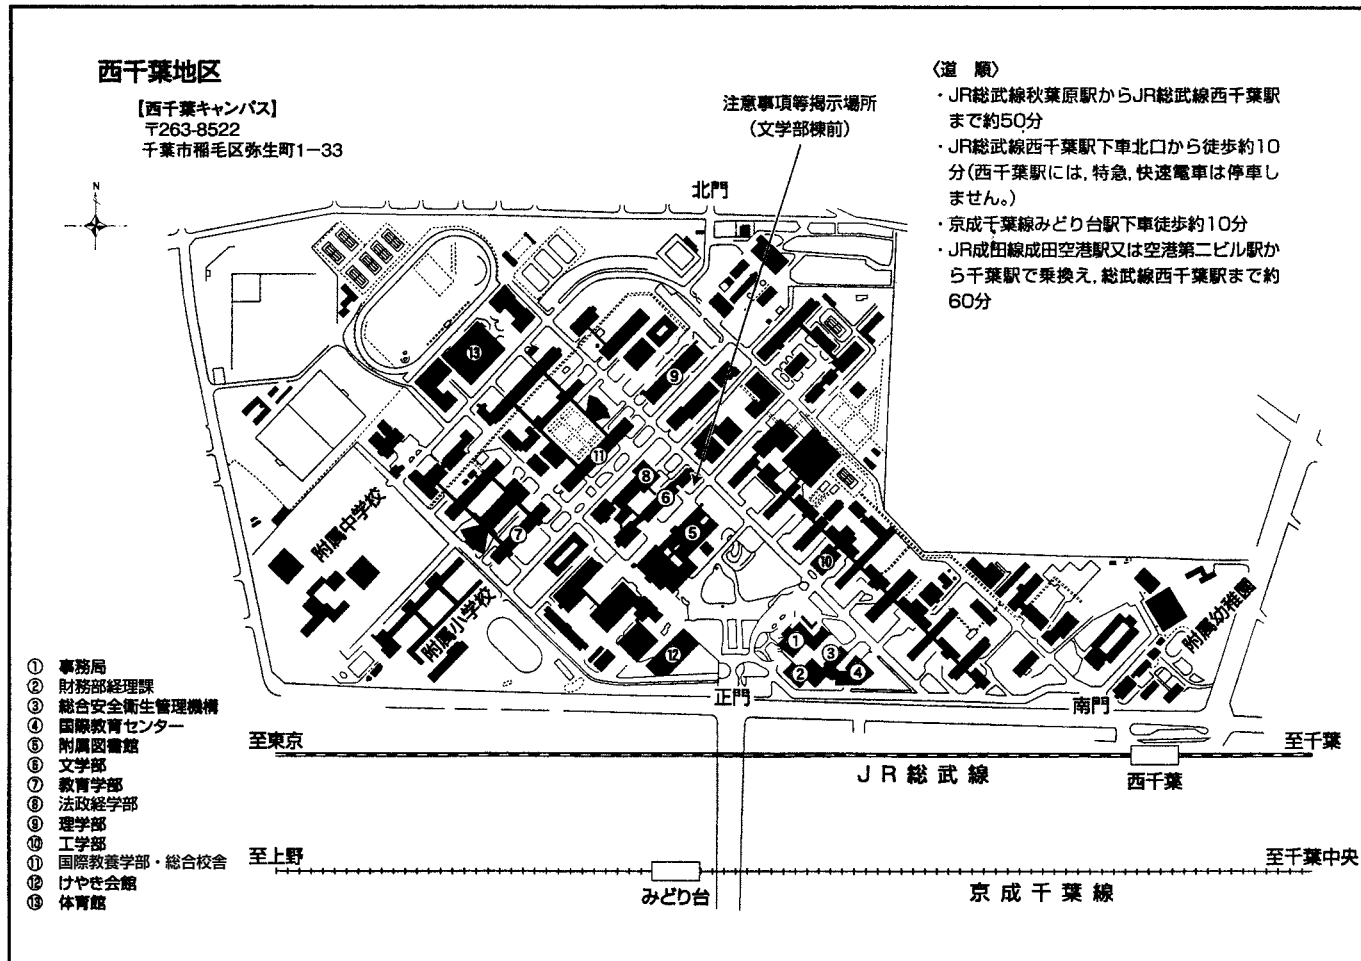 西千葉地区
【西千葉キャンパス】
〒263-8522
千葉市稲毛区弥生町1-33
〈道　順〉
・JR総武線秋葉原駅からJR総武線西千葉駅
まで約50分
・JR総武線西千葉駅下車北口から徒歩約10
分(西千葉駅には,特急,快速電車は停車し
ません。)
・京成千葉線みどり台駅下車徒歩約10分
・JR成田線成田空港駅又は空港第二ビル駅か
ら千葉駅で乗換え,総武線西千葉駅まで約
60分
注意事項等掲示場所
(文学部棟前)
N
北門
⑬
⑨
⑪
⑧
⑥
⑦
⑤
⑩
附属中学校
附属小学校
附属幼稚園
①
③
②
④
⑫
正門
南門
① 事務局
② 財務部経理課
③ 総合安全衛生管理機構
④ 国際教育センター
⑤ 附属図書館
⑥ 文学部
⑦ 教育学部
⑧ 法政経学部
⑨ 理学部
⑩ 工学部
⑪ 国際教養学部・総合校舎
⑫ けやき会館
⑬ 体育館
至東京
至千葉
JR総武線
西千葉
至上野
至千葉中央
みどり台
京成千葉線